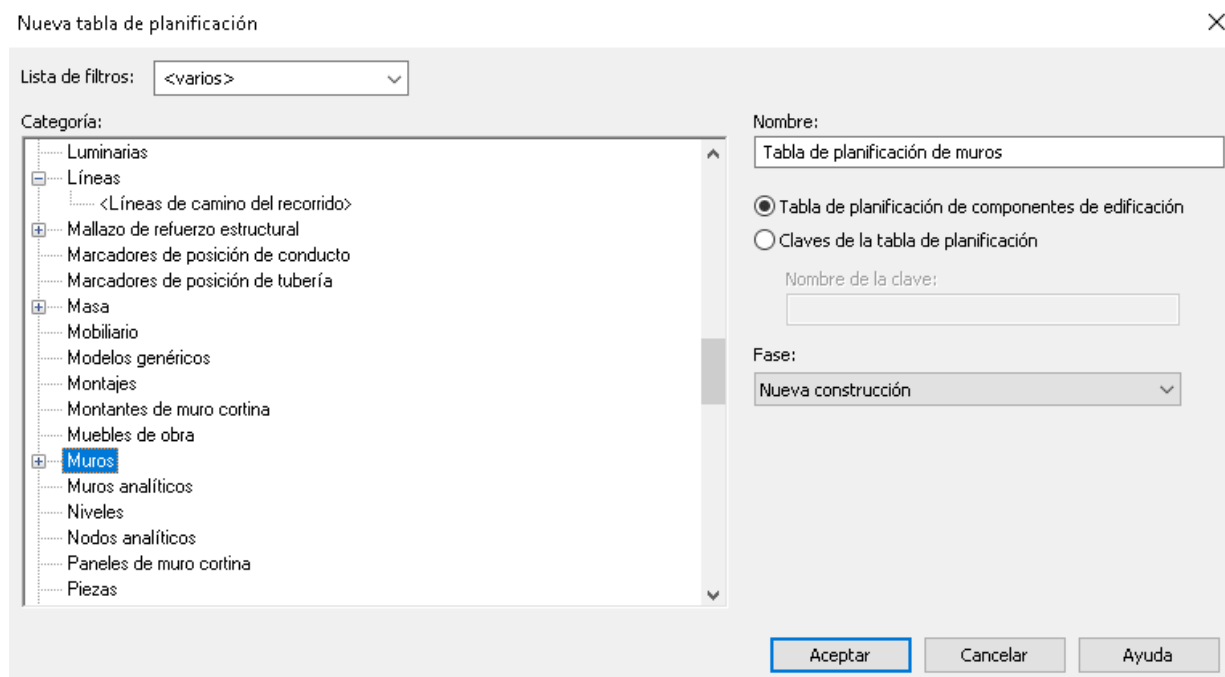 Nueva tabla de planificación
Lista de filtros:
<varios>
Categoría:
Luminarias
Líneas
<Líneas de camino del recorrido>
Mallazo de refuerzo estructural
Marcadores de posición de conducto
Marcadores de posición de tubería
Masa
Mobiliario
Modelos genéricos
Montajes
Montantes de muro cortina
Muebles de obra
Muros
Muros analíticos
Niveles
Nodos analíticos
Paneles de muro cortina
Piezas
Nombre:
Tabla de planificación de muros
Tabla de planificación de componentes de edificación
Claves de la tabla de planificación
Nombre de la clave:
Fase:
Nueva construcción
Aceptar
Cancelar
Ayuda